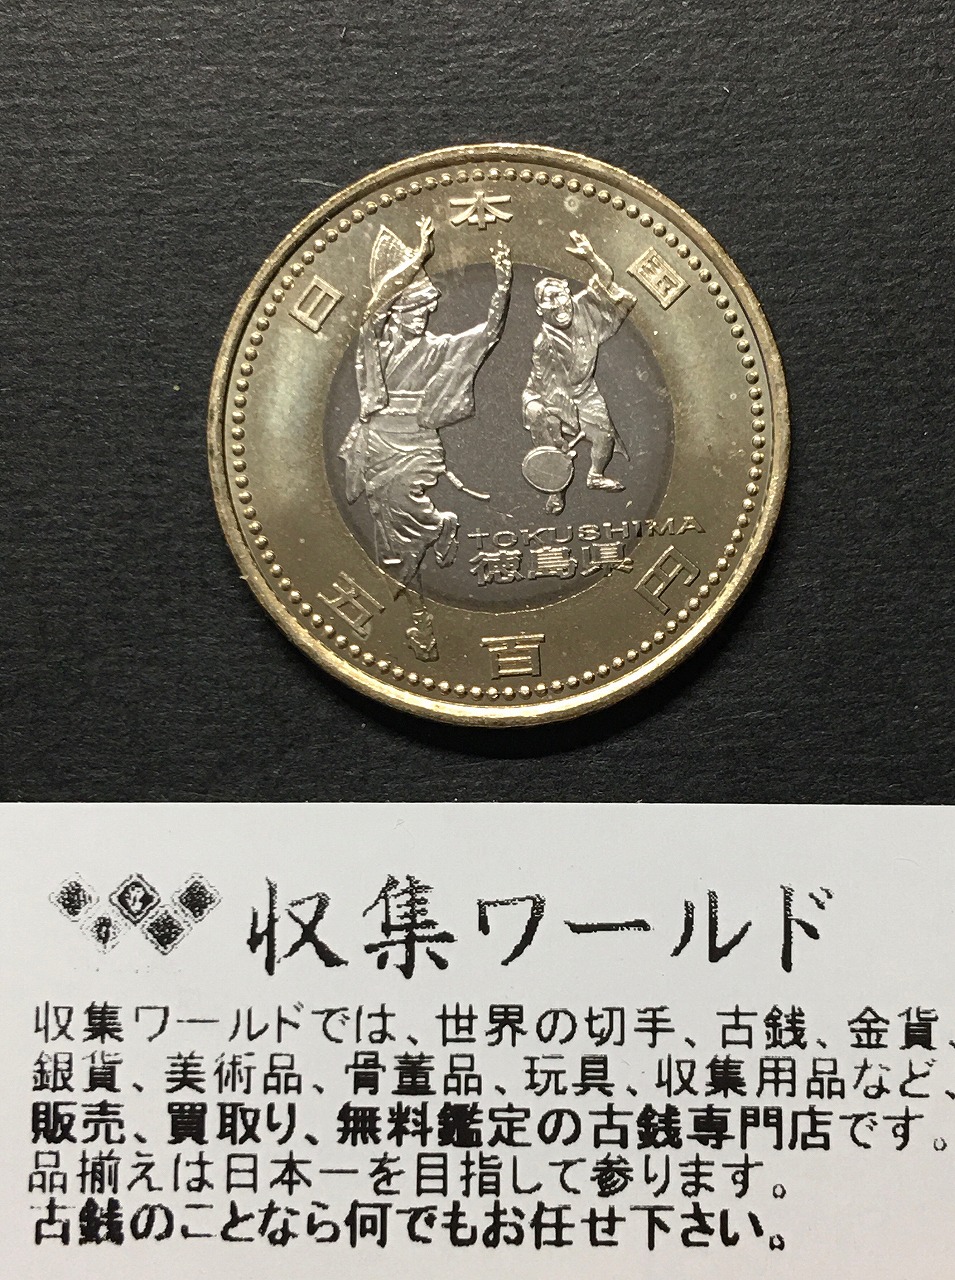 日本国
TOKUSHIMA
徳島県
五百円
収集ワールド
収集ワールドでは、世界の切手、古銭、金貨、
銀貨、美術品、骨董品、玩具、収集用品など、
販売、買取り、無料鑑定の古銭専門店です。
品揃えは日本一を目指して参ります。
古銭のことなら何でもお任せ下さい。